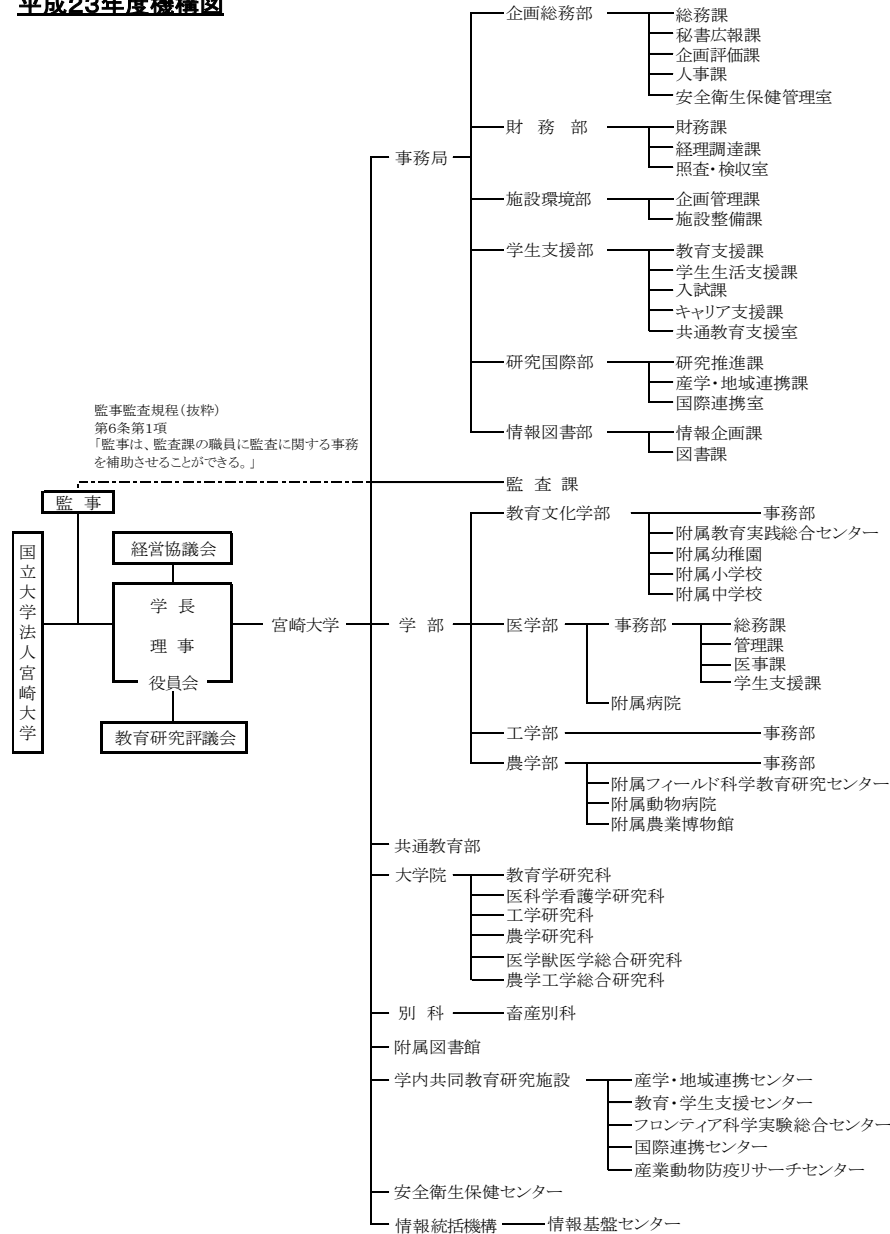 平成23年度機構図
企画総務部
総務課
秘書広報課
企画評価課
人事課
安全衛生保健管理室
財 務 部
財務課
経理調達課
照査・検収室
事務局
施設環境部
企画管理課
施設整備課
学生支援部
教育支援課
学生生活支援課
入試課
キャリア支援課
共通教育支援室
研究国際部
研究推進課
産学・地域連携課
国際連携室
情報図書部
情報企画課
図書課
監事監査規程(抜粋)
第6条第1項
「監事は、監査課の職員に監査に関する事務
を補助させることができる。」
監 査 課
監 事
国立大学法人宮崎大学
経営協議会
学 長
理 事
役員会
教育研究評議会
宮崎大学
学 部
教育文化学部
事務部
附属教育実践総合センター
附属幼稚園
附属小学校
附属中学校
医学部
事務部
総務課
管理課
医事課
学生支援課
附属病院
工学部
事務部
農学部
事務部
附属フィールド科学教育研究センター
附属動物病院
附属農業博物館
共通教育部
大学院
教育学研究科
医科学看護学研究科
工学研究科
農学研究科
医学獣医学総合研究科
農学工学総合研究科
別 科
畜産別科
附属図書館
学内共同教育研究施設
産学・地域連携センター
教育・学生支援センター
フロンティア科学実験総合センター
国際連携センター
産業動物防疫リサーチセンター
安全衛生保健センター
情報統括機構
情報基盤センター